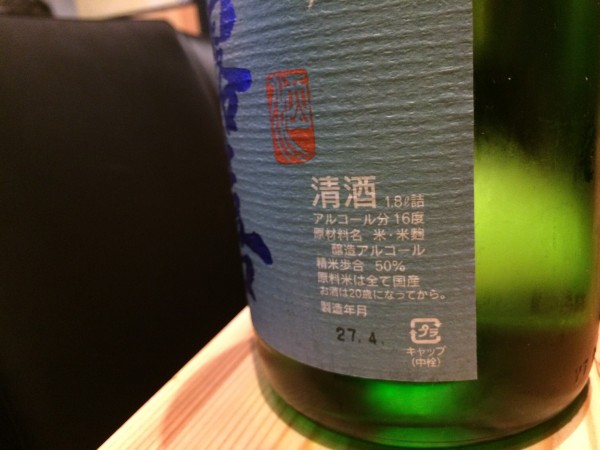 清酒 1.8ℓ詰
アルコール分16度
原材料名 米・米麹
醸造アルコール
精米歩合 50%
原料米は全て国産
お酒は20歳になってから。
製造年月
27.4.
プラ
キャップ
(中栓)